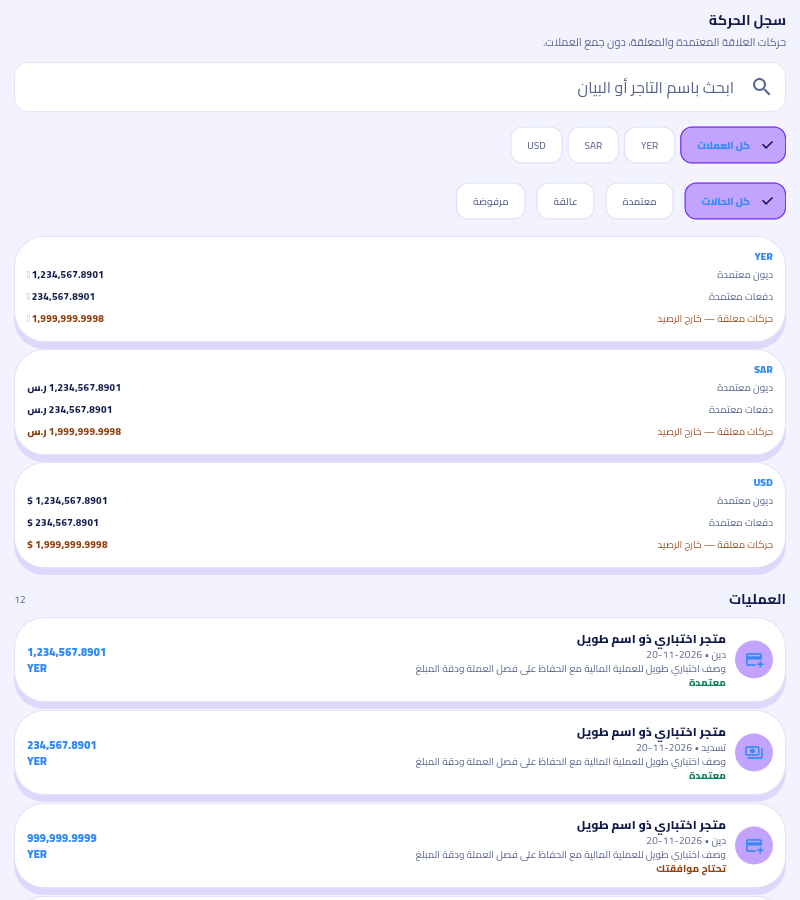 سجل الحركة
حركات العلاقة المعتمدة والمعلقة، دون جمع العملات.
ابحث باسم التاجر أو البيان
كل العملات YER SAR USD
كل الحالات معتمدة عالقة مرفوضة
YER
ديون معتمدة 1,234,567.8901
دفعات معتمدة 234,567.8901
حركات معلقة — خارج الرصيد 1,999,999.9998
SAR
ديون معتمدة 1,234,567.8901 ر.س
دفعات معتمدة 234,567.8901 ر.س
حركات معلقة — خارج الرصيد 1,999,999.9998 ر.س
USD
ديون معتمدة $ 1,234,567.8901
دفعات معتمدة $ 234,567.8901
حركات معلقة — خارج الرصيد $ 1,999,999.9998
العمليات 12
متجر اختباري ذو اسم طويل
دين • 2026-11-20
وصف اختباري طويل للعملية المالية مع الحفاظ على فصل العملة ودقة المبلغ
معتمدة
1,234,567.8901
YER
متجر اختباري ذو اسم طويل
تسديد • 2026-11-20
وصف اختباري طويل للعملية المالية مع الحفاظ على فصل العملة ودقة المبلغ
معتمدة
234,567.8901
YER
متجر اختباري ذو اسم طويل
دين • 2026-11-20
وصف اختباري طويل للعملية المالية مع الحفاظ على فصل العملة ودقة المبلغ
تحتاج موافقتك
999,999.9999
YER